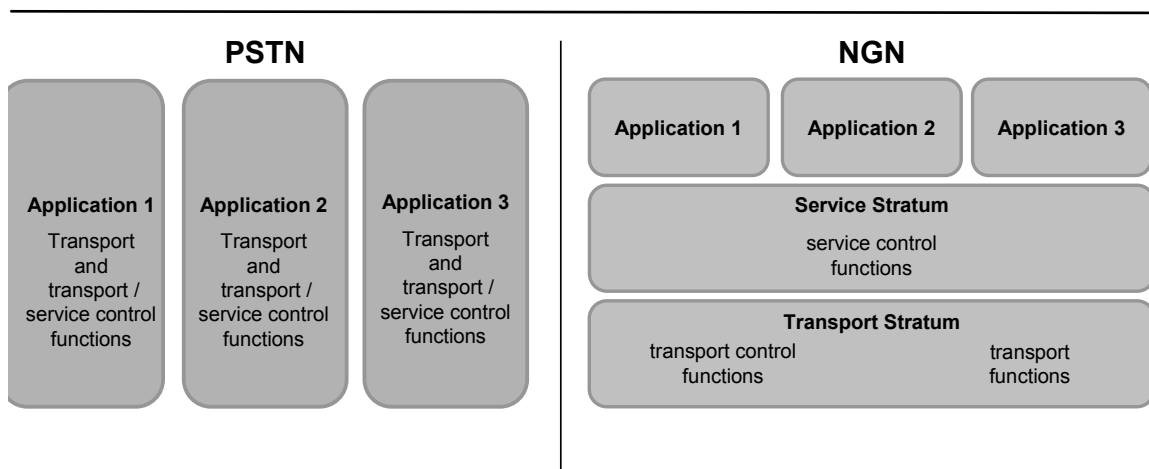 PSTN
Application 1
Transport
and
transport /
service control
functions
Application 2
Transport
and
transport /
service control
functions
Application 3
Transport
and
transport /
service control
functions
NGN
Application 1
Application 2
Application 3
Service Stratum
service control
functions
Transport Stratum
transport control
functions
transport
functions